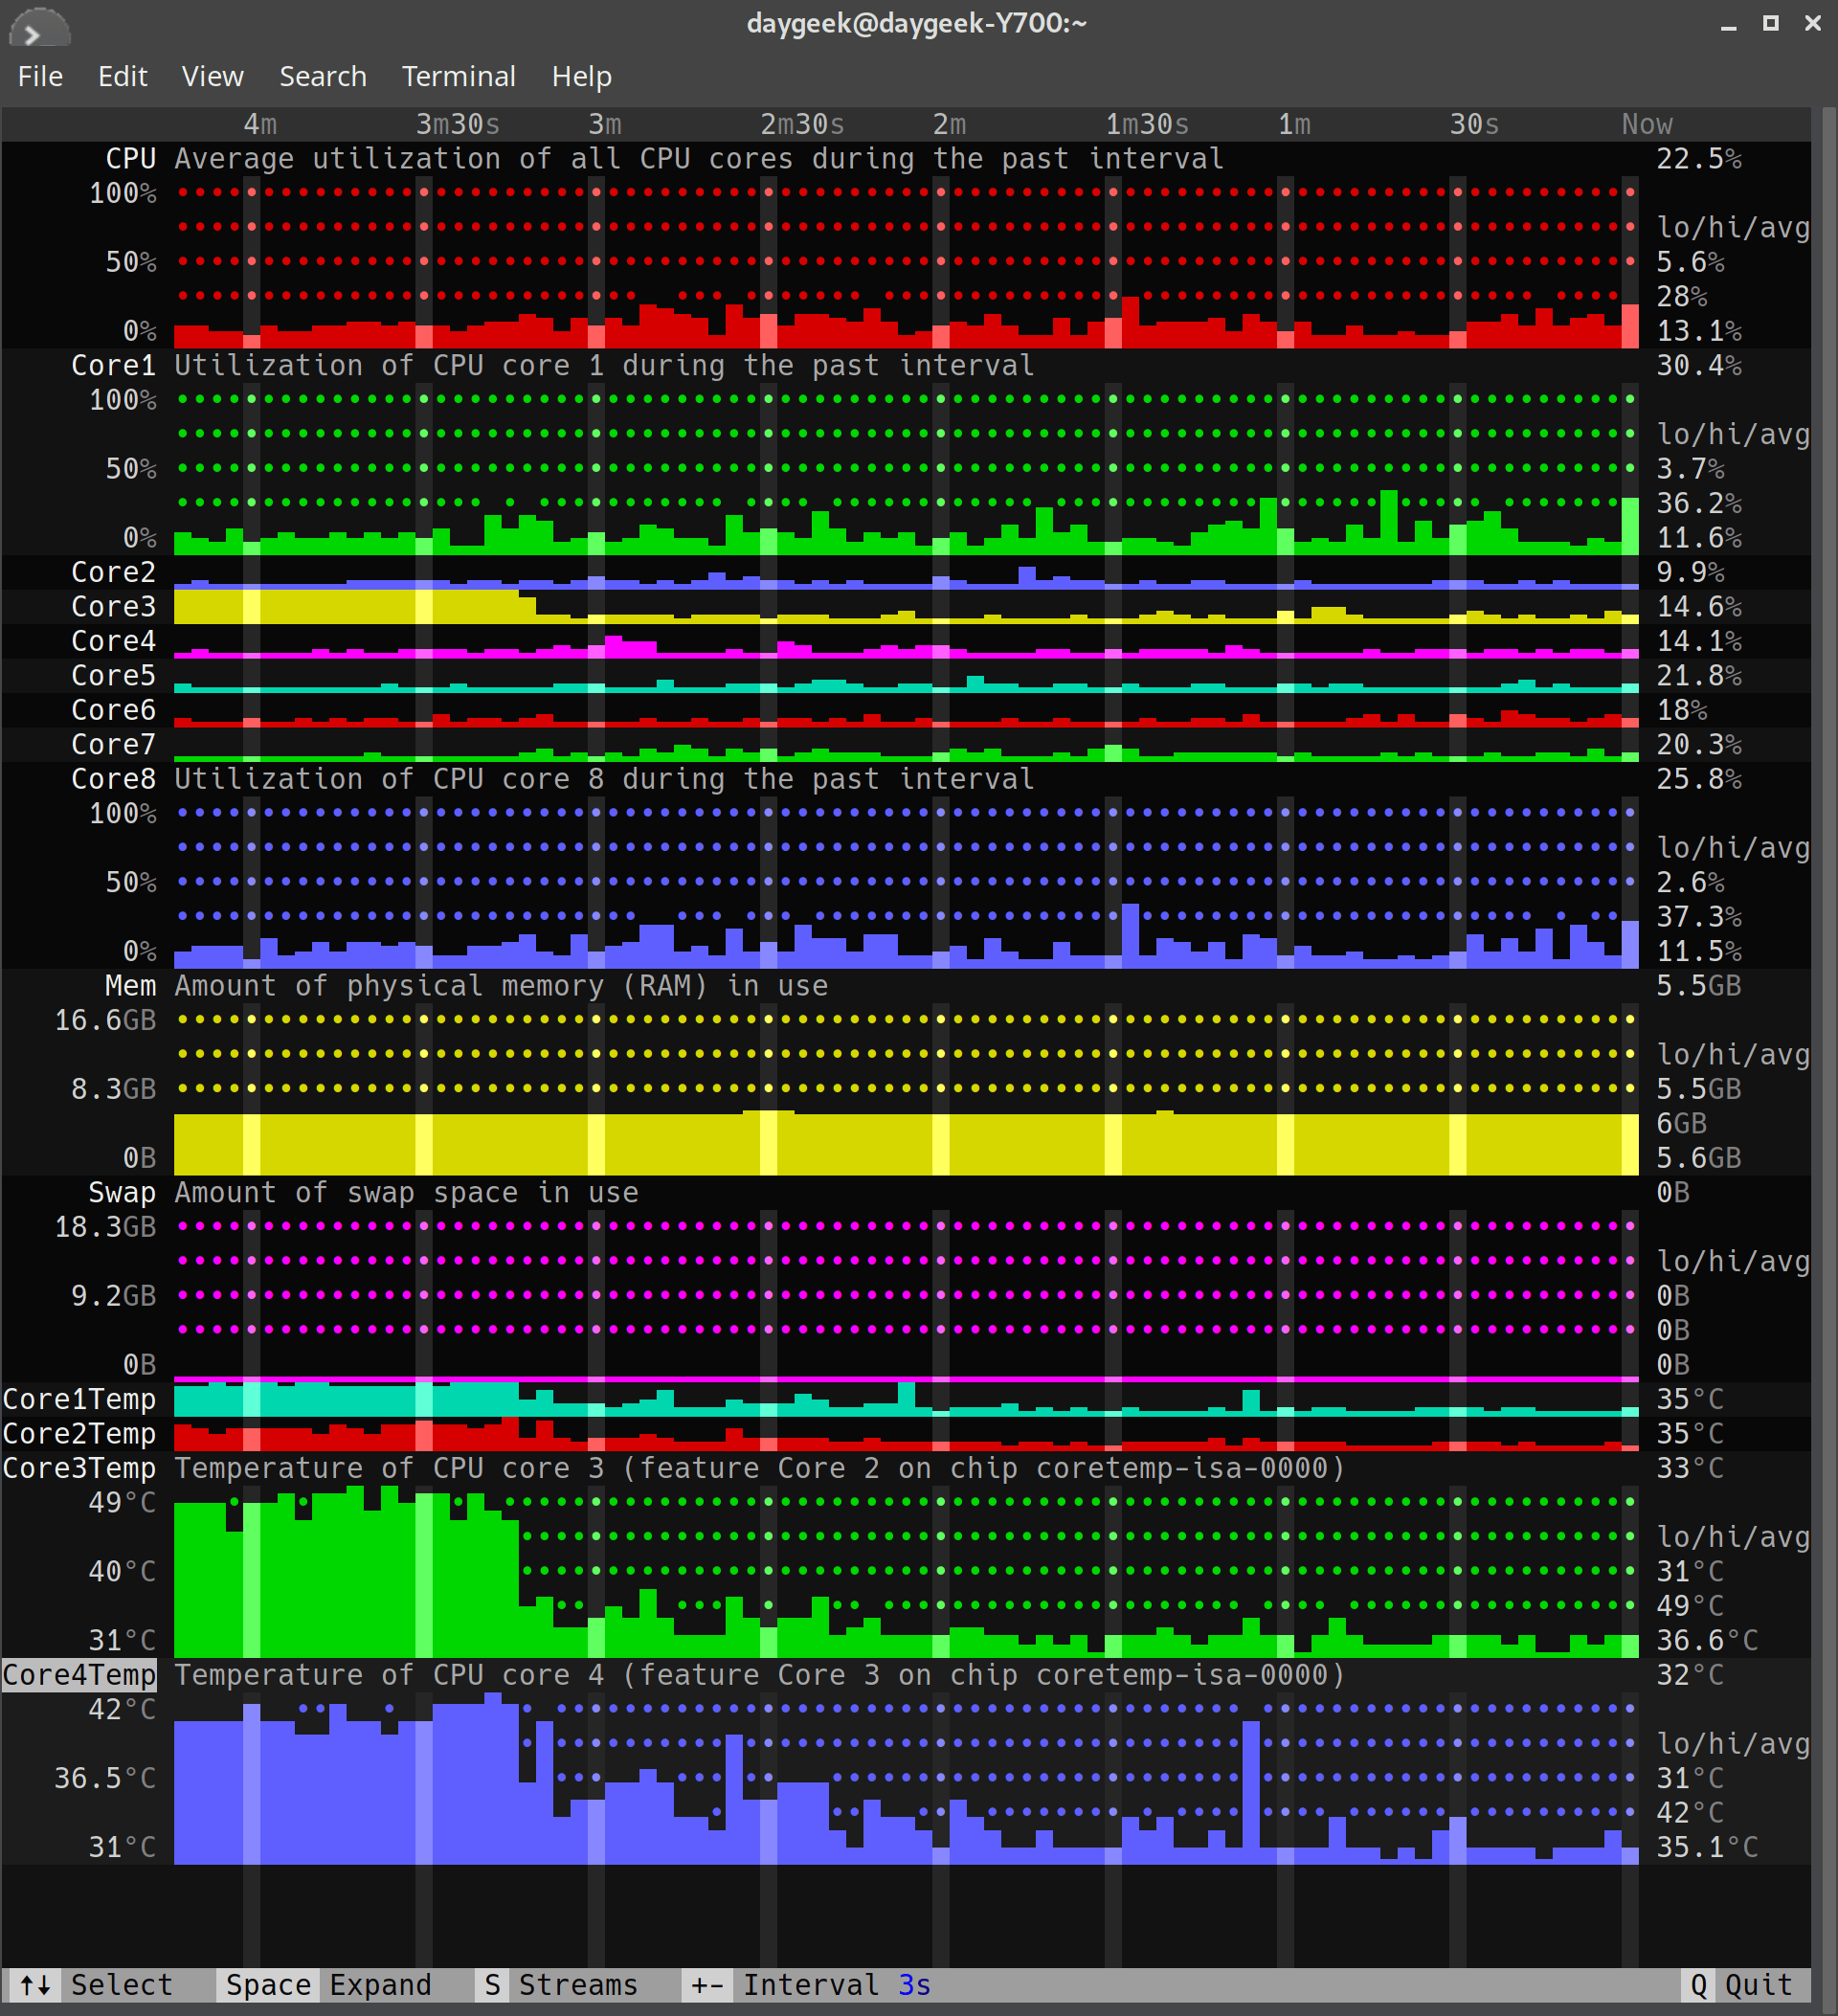 daygeek@daygeek-Y700:~
File Edit View Search Terminal Help
4m 3m30s 3m 2m30s 2m 1m30s 1m 30s Now
CPU Average utilization of all CPU cores during the past interval 22.5%
100%
lo/hi/avg
50% 5.6%
28%
0% 13.1%
Core1 Utilization of CPU core 1 during the past interval 30.4%
100%
lo/hi/avg
50% 3.7%
36.2%
0% 11.6%
Core2 9.9%
Core3 14.6%
Core4 14.1%
Core5 21.8%
Core6 18%
Core7 20.3%
Core8 Utilization of CPU core 8 during the past interval 25.8%
100%
lo/hi/avg
50% 2.6%
37.3%
0% 11.5%
Mem Amount of physical memory (RAM) in use 5.5GB
16.6GB
lo/hi/avg
8.3GB 5.5GB
6GB
0B 5.6GB
Swap Amount of swap space in use 0B
18.3GB
lo/hi/avg
9.2GB 0B
0B
0B 0B
Core1Temp 35°C
Core2Temp 35°C
Core3Temp Temperature of CPU core 3 (feature Core 2 on chip coretemp-isa-0000) 33°C
49°C
lo/hi/avg
40°C 31°C
49°C
31°C 36.6°C
Core4Temp Temperature of CPU core 4 (feature Core 3 on chip coretemp-isa-0000) 32°C
42°C
lo/hi/avg
36.5°C 31°C
42°C
31°C 35.1°C
↑↓ Select Space Expand S Streams +- Interval 3s Q Quit